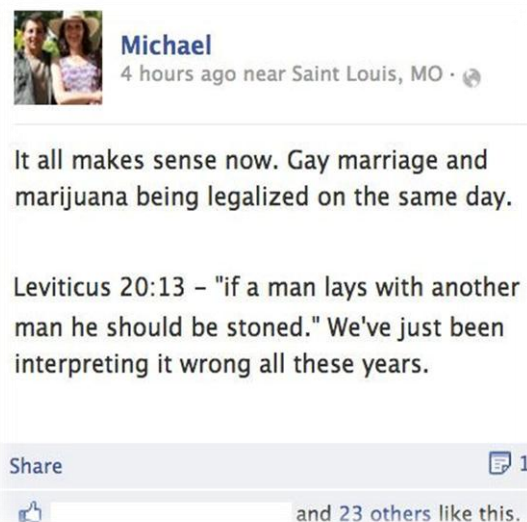 Michael
4 hours ago near Saint Louis, MO ·
It all makes sense now. Gay marriage and
marijuana being legalized on the same day.
Leviticus 20:13 – "if a man lays with another
man he should be stoned." We've just been
interpreting it wrong all these years.
Share 1
and 23 others like this.